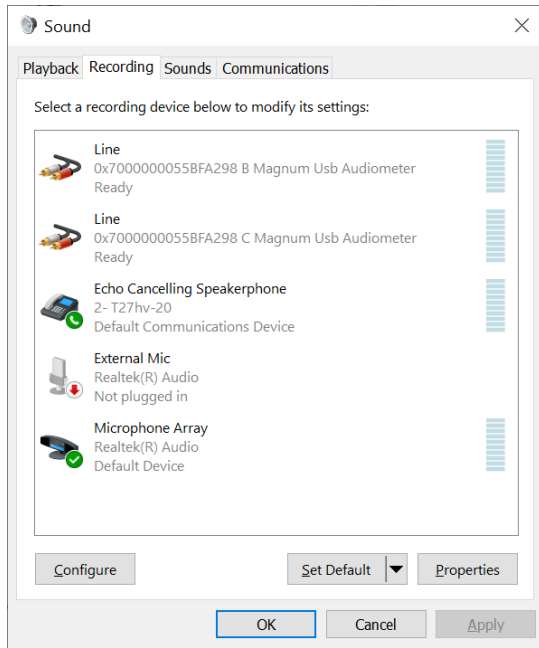 Sound
Playback Recording Sounds Communications
Select a recording device below to modify its settings:
Line
0x7000000055BFA298 B Magnum Usb Audiometer
Ready
Line
0x7000000055BFA298 C Magnum Usb Audiometer
Ready
Echo Cancelling Speakerphone
2- T27hv-20
Default Communications Device
External Mic
Realtek(R) Audio
Not plugged in
Microphone Array
Realtek(R) Audio
Default Device
Configure Set Default Properties
OK Cancel Apply